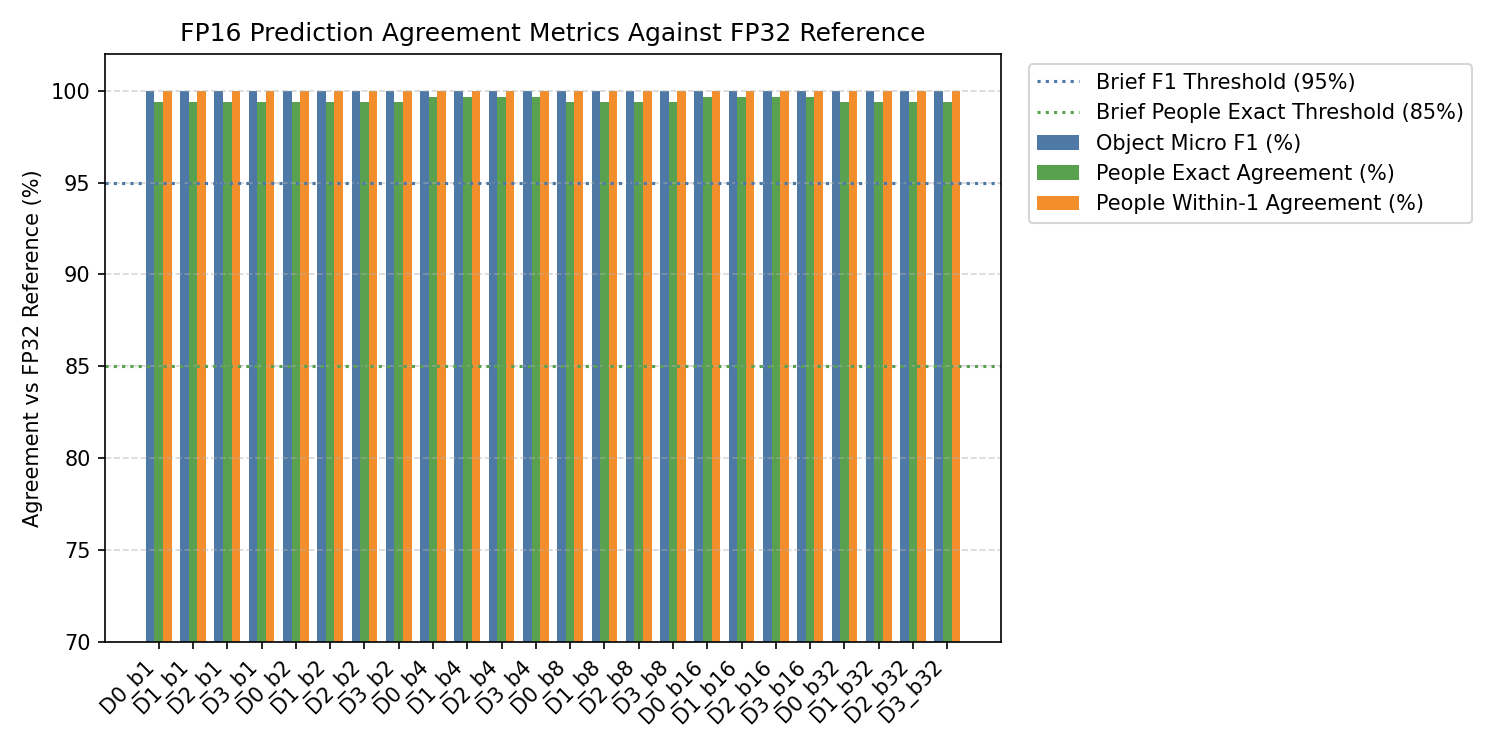 FP16 Prediction Agreement Metrics Against FP32 Reference
Agreement vs FP32 Reference (%)
100
95
90
85
80
75
70
D0_b1
D1_b1
D2_b1
D3_b1
D0_b2
D1_b2
D2_b2
D3_b2
D0_b4
D1_b4
D2_b4
D3_b4
D0_b8
D1_b8
D2_b8
D3_b8
D0_b16
D1_b16
D2_b16
D3_b16
D0_b32
D1_b32
D2_b32
D3_b32
Brief F1 Threshold (95%)
Brief People Exact Threshold (85%)
Object Micro F1 (%)
People Exact Agreement (%)
People Within-1 Agreement (%)